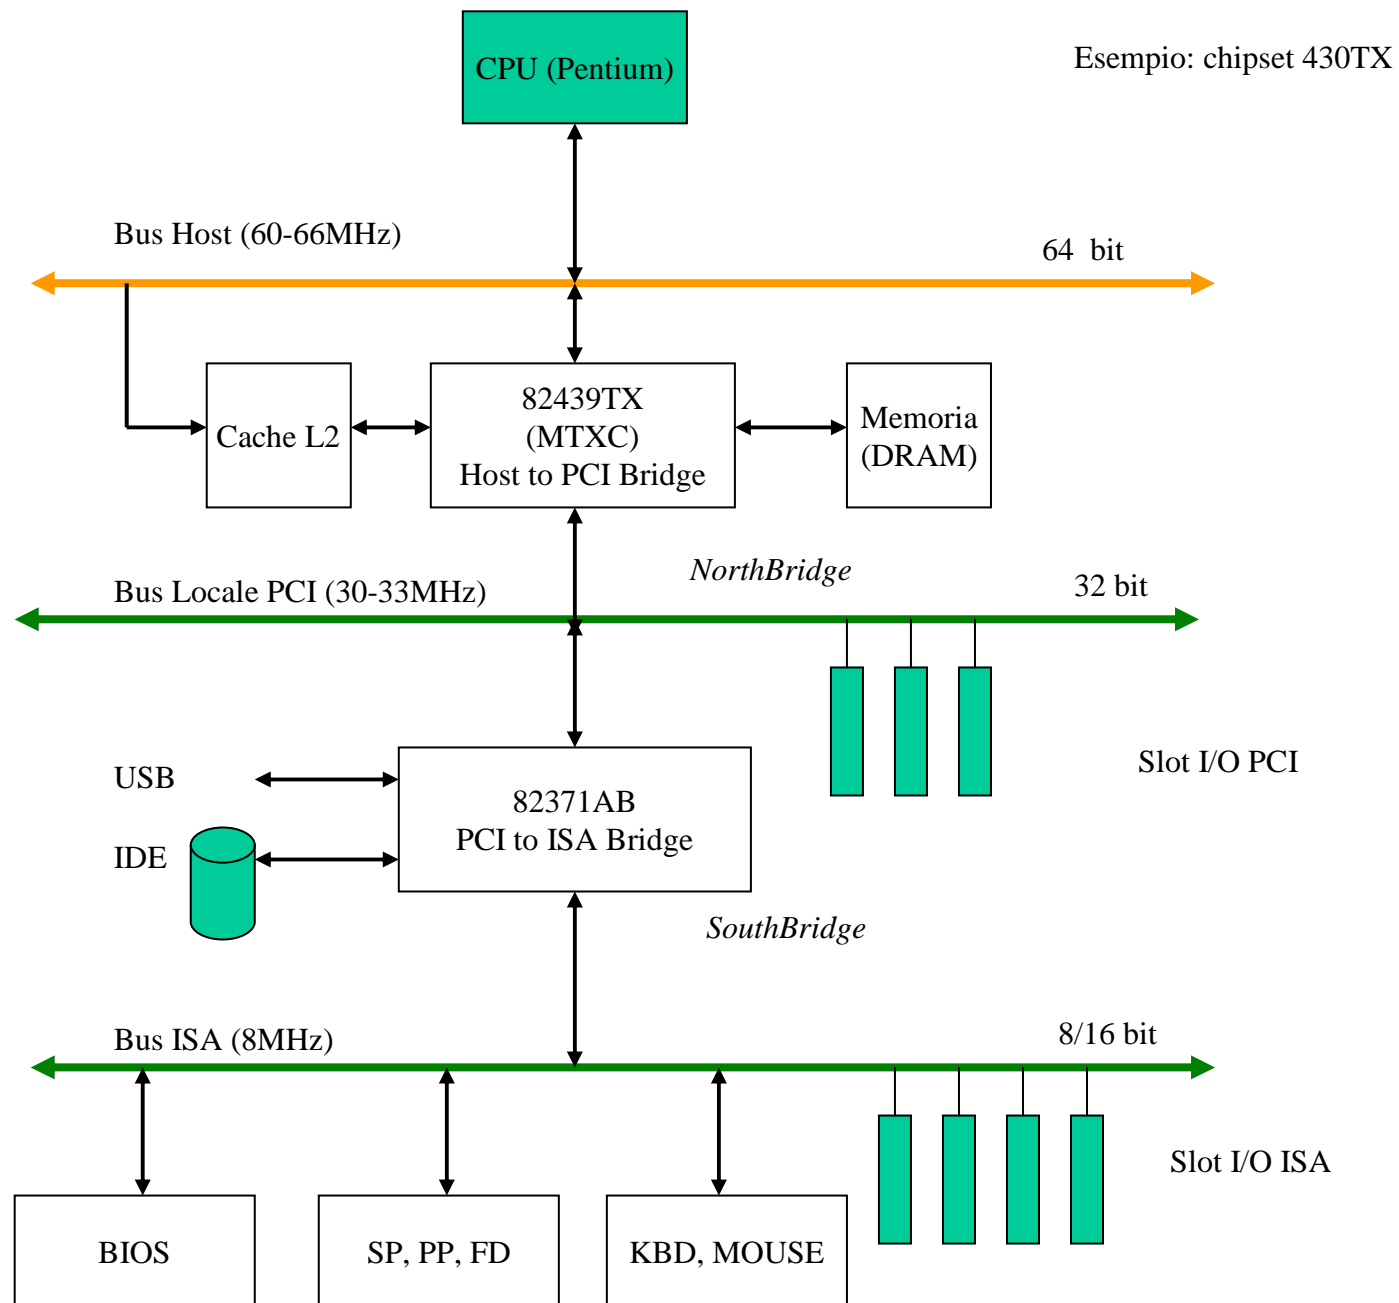 CPU (Pentium)
Esempio: chipset 430TX
Bus Host (60-66MHz)
64 bit
Cache L2
82439TX
(MTXC)
Host to PCI Bridge
Memoria
(DRAM)
NorthBridge
Bus Locale PCI (30-33MHz)
32 bit
Slot I/O PCI
USB
IDE
82371AB
PCI to ISA Bridge
SouthBridge
Bus ISA (8MHz)
8/16 bit
Slot I/O ISA
BIOS
SP, PP, FD
KBD, MOUSE